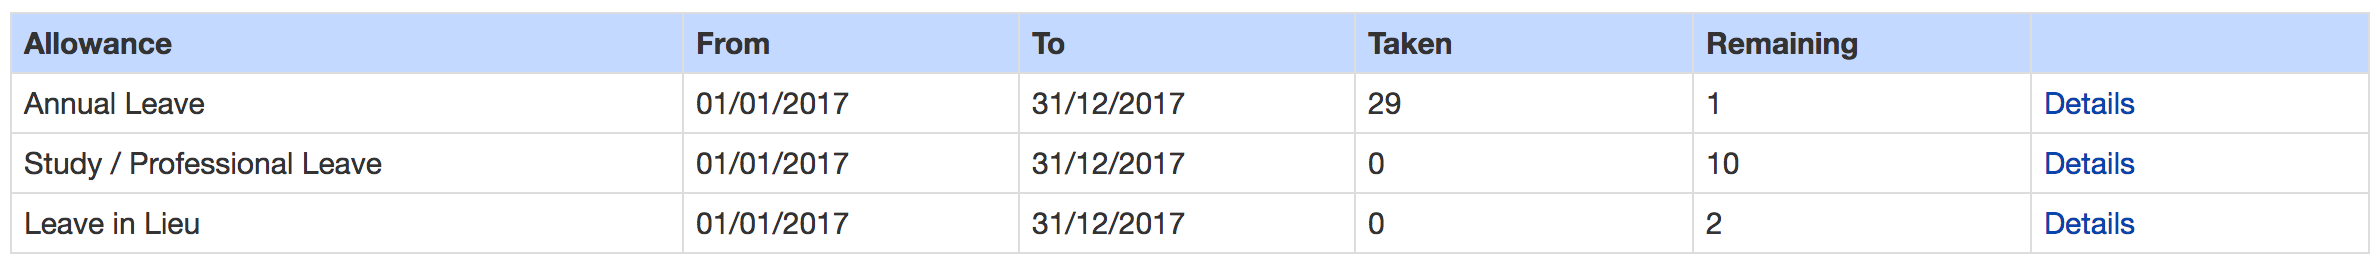 Allowance From To Taken Remaining
Annual Leave 01/01/2017 31/12/2017 29 1 Details
Study / Professional Leave 01/01/2017 31/12/2017 0 10 Details
Leave in Lieu 01/01/2017 31/12/2017 0 2 Details